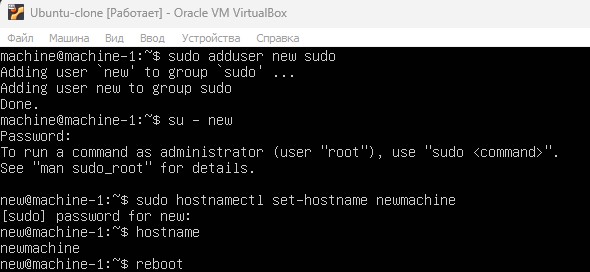 Ubuntu-clone [Работает] - Oracle VM VirtualBox
Файл Машина Вид Ввод Устройства Справка
machine@machine-1:~$ sudo adduser new sudo
Adding user `new' to group `sudo' ...
Adding user new to group sudo
Done.
machine@machine-1:~$ su - new
Password:
To run a command as administrator (user "root"), use "sudo <command>".
See "man sudo_root" for details.
new@machine-1:~$ sudo hostnamectl set-hostname newmachine
[sudo] password for new:
new@machine-1:~$ hostname
newmachine
new@machine-1:~$ reboot